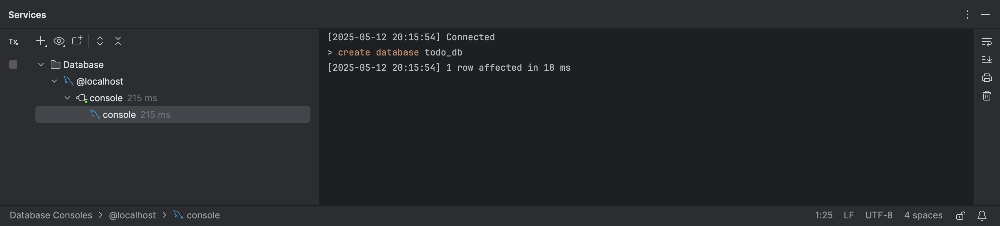 Services
Tx
Database
@localhost
console 215 ms
console 215 ms
[2025-05-12 20:15:54] Connected
> create database todo_db
[2025-05-12 20:15:54] 1 row affected in 18 ms
Database Consoles > @localhost > console
1:25 LF UTF-8 4 spaces